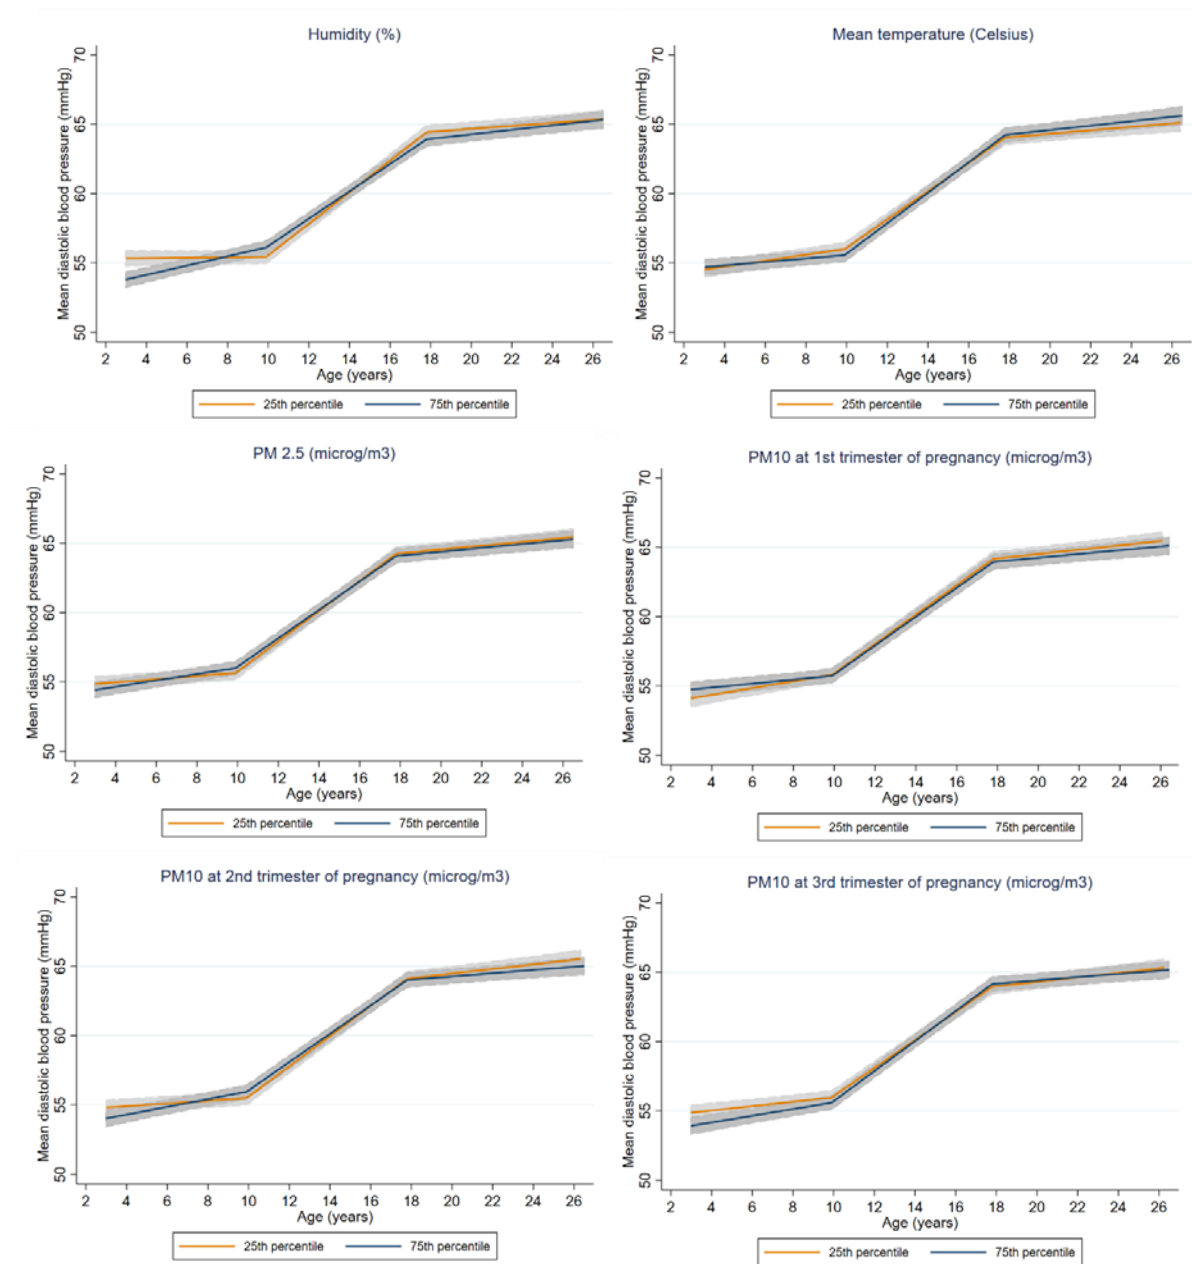 Humidity (%)
Mean diastolic blood pressure (mmHg)
70
65
60
55
50
2 4 6 8 10 12 14 16 18 20 22 24 26
Age (years)
25th percentile 75th percentile
Mean temperature (Celsius)
Mean diastolic blood pressure (mmHg)
70
65
60
55
50
2 4 6 8 10 12 14 16 18 20 22 24 26
Age (years)
25th percentile 75th percentile
PM 2.5 (microg/m3)
Mean diastolic blood pressure (mmHg)
70
65
60
55
50
2 4 6 8 10 12 14 16 18 20 22 24 26
Age (years)
25th percentile 75th percentile
PM10 at 1st trimester of pregnancy (microg/m3)
Mean diastolic blood pressure (mmHg)
70
65
60
55
50
2 4 6 8 10 12 14 16 18 20 22 24 26
Age (years)
25th percentile 75th percentile
PM10 at 2nd trimester of pregnancy (microg/m3)
Mean diastolic blood pressure (mmHg)
70
65
60
55
50
2 4 6 8 10 12 14 16 18 20 22 24 26
Age (years)
25th percentile 75th percentile
PM10 at 3rd trimester of pregnancy (microg/m3)
Mean diastolic blood pressure (mmHg)
70
65
60
55
50
2 4 6 8 10 12 14 16 18 20 22 24 26
Age (years)
25th percentile 75th percentile